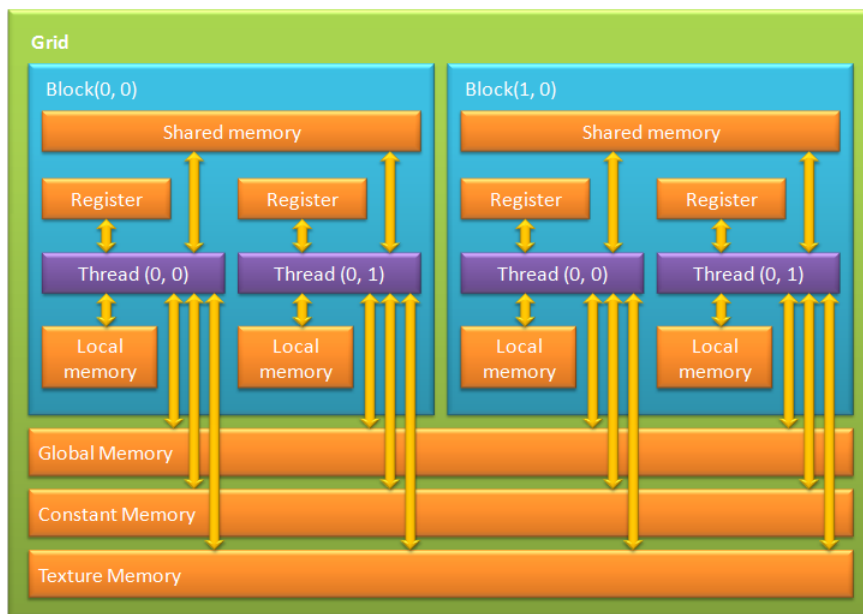 Grid
Block(0, 0)
Shared memory
Register
Register
Thread (0, 0)
Thread (0, 1)
Local
memory
Local
memory
Block(1, 0)
Shared memory
Register
Register
Thread (0, 0)
Thread (0, 1)
Local
memory
Local
memory
Global Memory
Constant Memory
Texture Memory